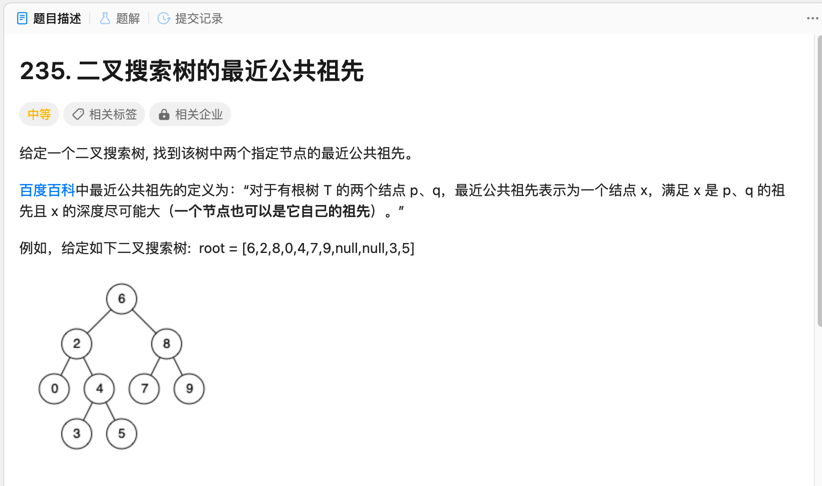 题目描述 题解 提交记录
235. 二叉搜索树的最近公共祖先
中等 相关标签 相关企业
给定一个二叉搜索树, 找到该树中两个指定节点的最近公共祖先。
百度百科中最近公共祖先的定义为：“对于有根树 T 的两个结点 p、q，最近公共祖先表示为一个结点 x，满足 x 是 p、q 的祖
先且 x 的深度尽可能大（一个节点也可以是它自己的祖先）。”
例如，给定如下二叉搜索树:  root = [6,2,8,0,4,7,9,null,null,3,5]
6
2 8
0 4 7 9
3 5